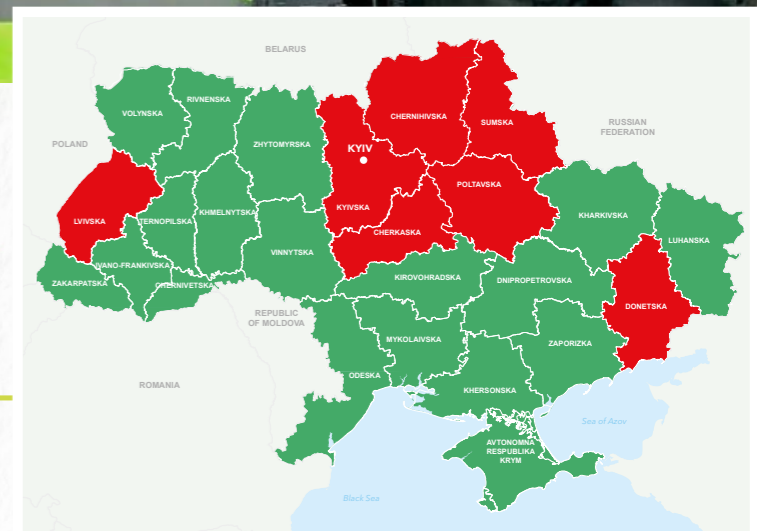 BELARUS
VOLYNSKA
RIVNENSKA
CHERNIHIVSKA
SUMSKA
RUSSIAN
FEDERATION
POLAND
ZHYTOMYRSKA
KYIV
POLTAVSKA
LVIVSKA
TERNOPILSKA
KHMELNYTSKA
KYIVSKA
CHERKASKA
KHARKIVSKA
LUHANSKA
VINNYTSKA
IVANO-FRANKIVSKA
ZAKARPATSKA
CHERNIVETSKA
KIROVOHRADSKA
DNIPROPETROVSKA
DONETSKA
REPUBLIC
OF MOLDOVA
MYKOLAIVSKA
ZAPORIZKA
ROMANIA
ODESKA
KHERSONSKA
Sea of Azov
AVTONOMNA
RESPUBLIKA
KRYM
Black Sea